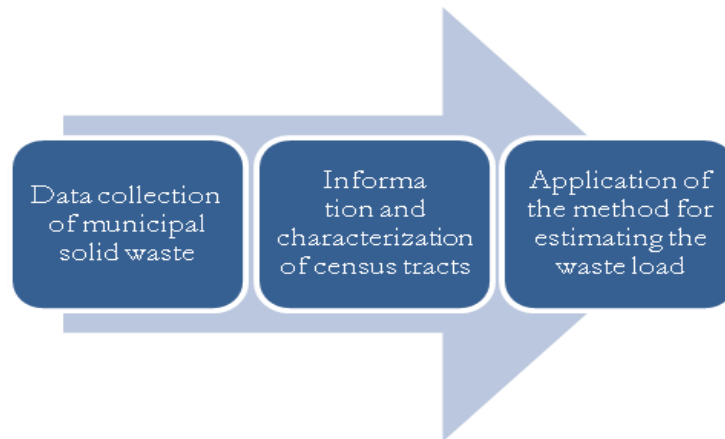 Data collection
of municipal
solid waste
Informa
tion and
characterization
of census tracts
Application of
the method for
estimating the
waste load